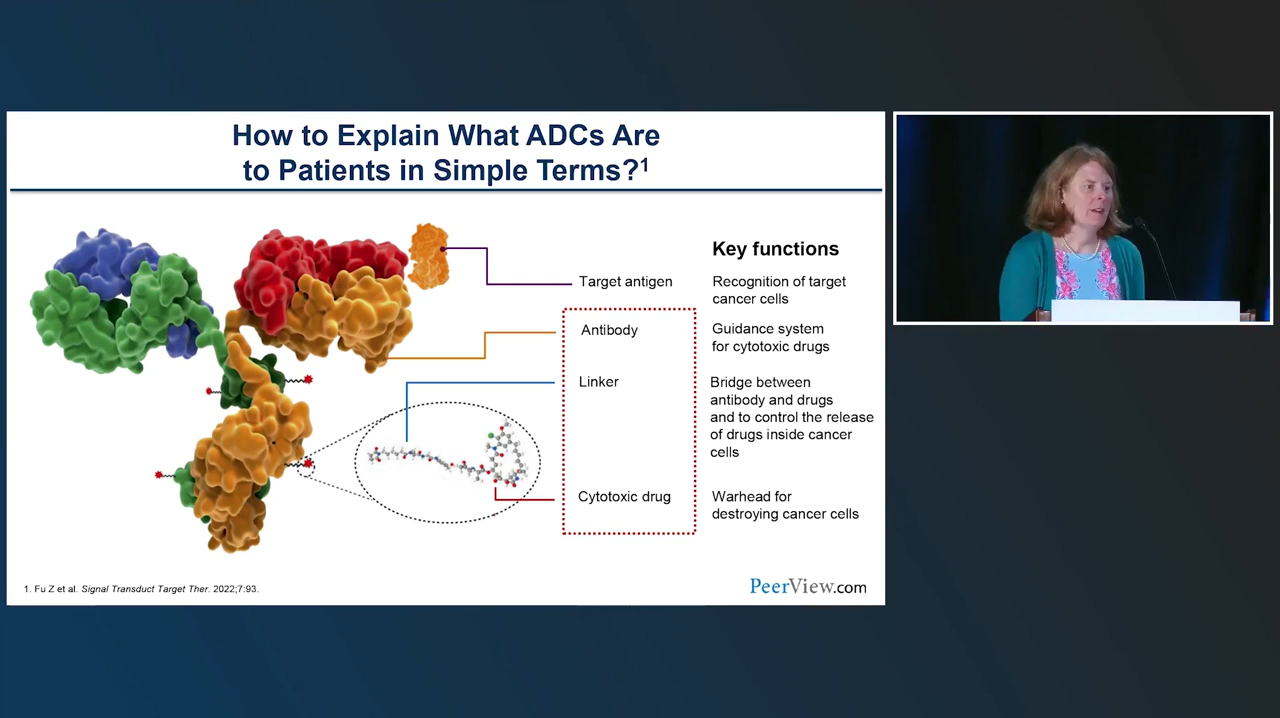 How to Explain What ADCs Are
to Patients in Simple Terms?¹
Key functions
Target antigen
Recognition of target
cancer cells
Antibody
Guidance system
for cytotoxic drugs
Linker
Bridge between
antibody and drugs
and to control the release
of drugs inside cancer
cells
Cytotoxic drug
Warhead for
destroying cancer cells
1. Fu Z et al. Signal Transduct Target Ther. 2022;7:93.
PeerView.com